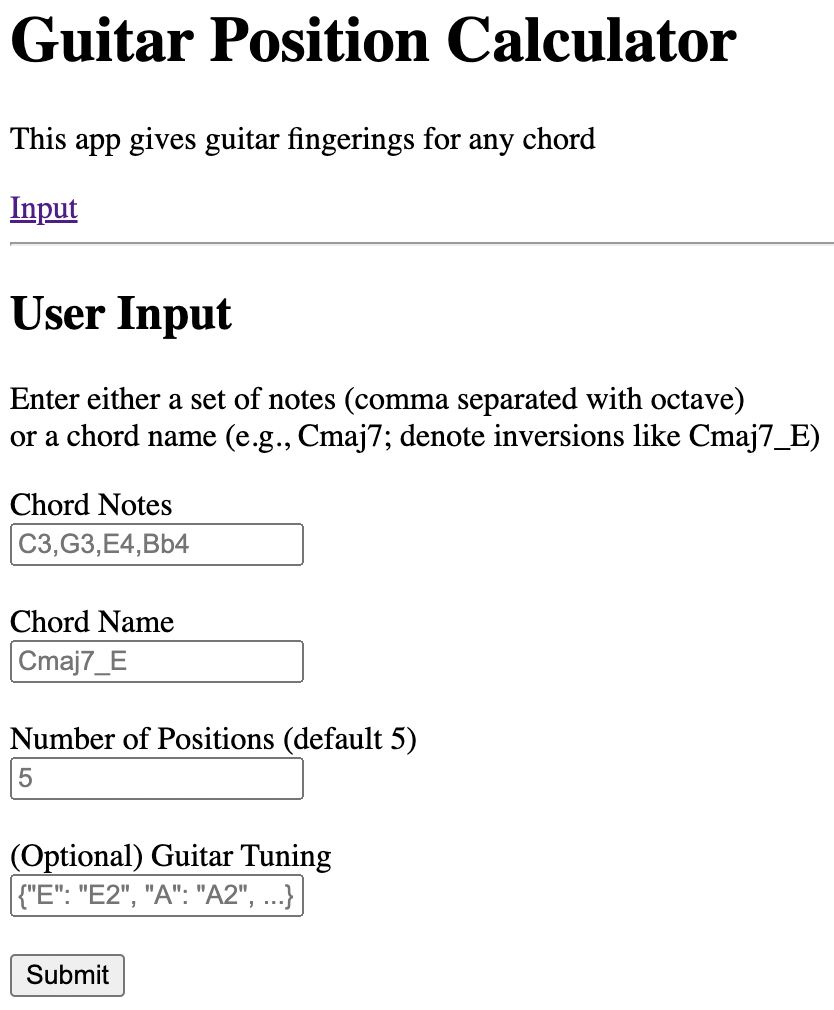 Guitar Position Calculator
This app gives guitar fingerings for any chord
Input
User Input
Enter either a set of notes (comma separated with octave)
or a chord name (e.g., Cmaj7; denote inversions like Cmaj7_E)
Chord Notes
C3,G3,E4,Bb4
Chord Name
Cmaj7_E
Number of Positions (default 5)
5
(Optional) Guitar Tuning
{"E": "E2", "A": "A2", ...}
Submit